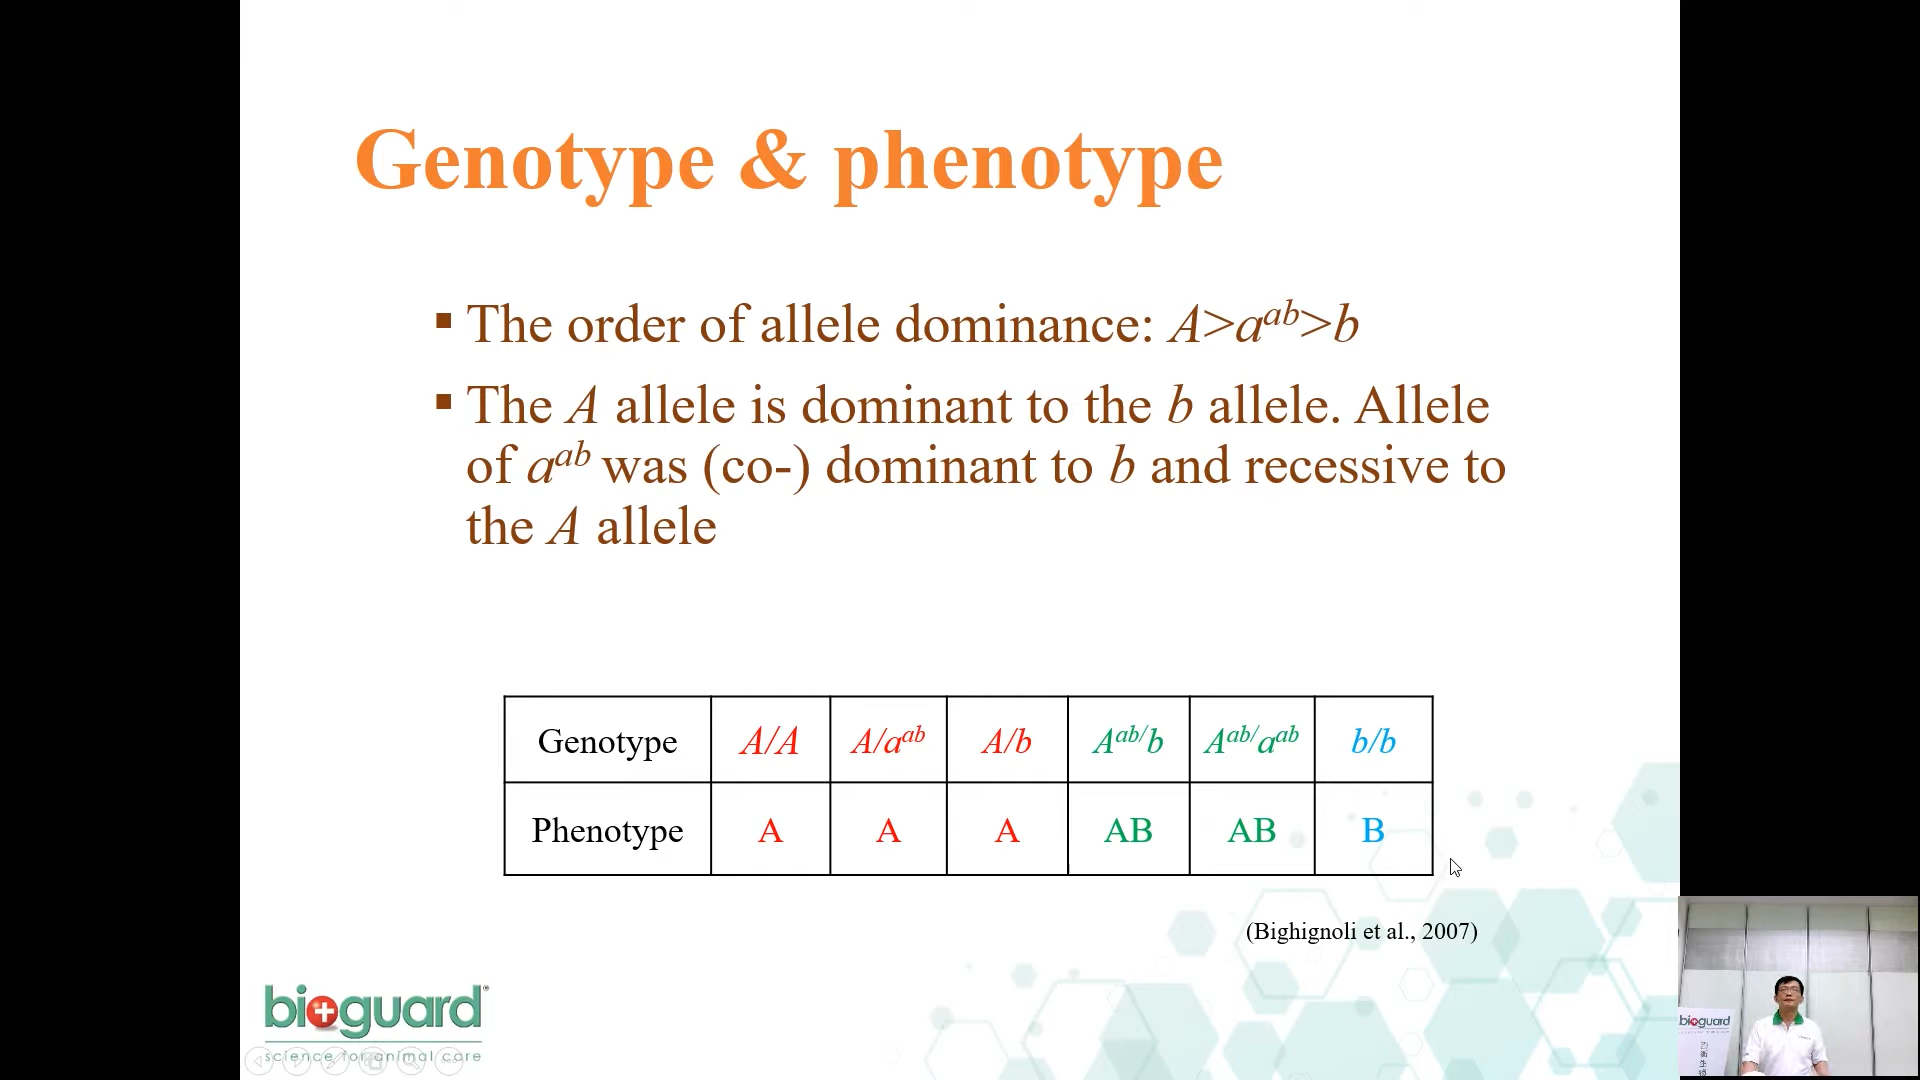 Genotype & phenotype
▪ The order of allele dominance: A>a^ab>b
▪ The A allele is dominant to the b allele. Allele
of a^ab was (co-) dominant to b and recessive to
the A allele
Genotype A/A A/a^ab A/b A^ab/b A^ab/a^ab b/b
Phenotype A A A AB AB B
(Bighignoli et al., 2007)
bioguard
science for animal care
bioguard